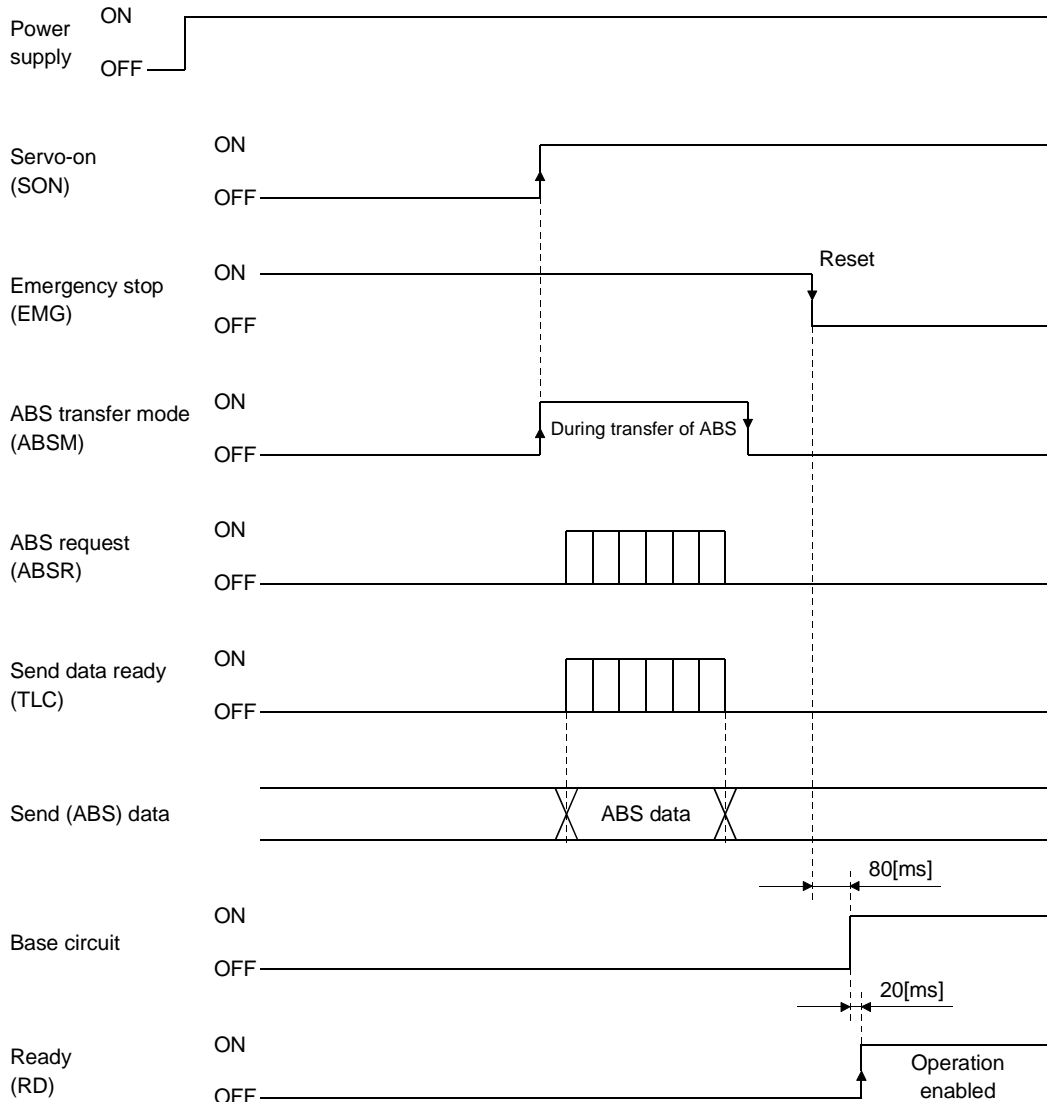 Power
supply
ON
OFF
Servo-on
(SON)
ON
OFF
Emergency stop
(EMG)
ON
OFF
Reset
ABS transfer mode
(ABSM)
ON
OFF
During transfer of ABS
ABS request
(ABSR)
ON
OFF
Send data ready
(TLC)
ON
OFF
Send (ABS) data
ABS data
80[ms]
Base circuit
ON
OFF
20[ms]
Ready
(RD)
ON
OFF
Operation
enabled